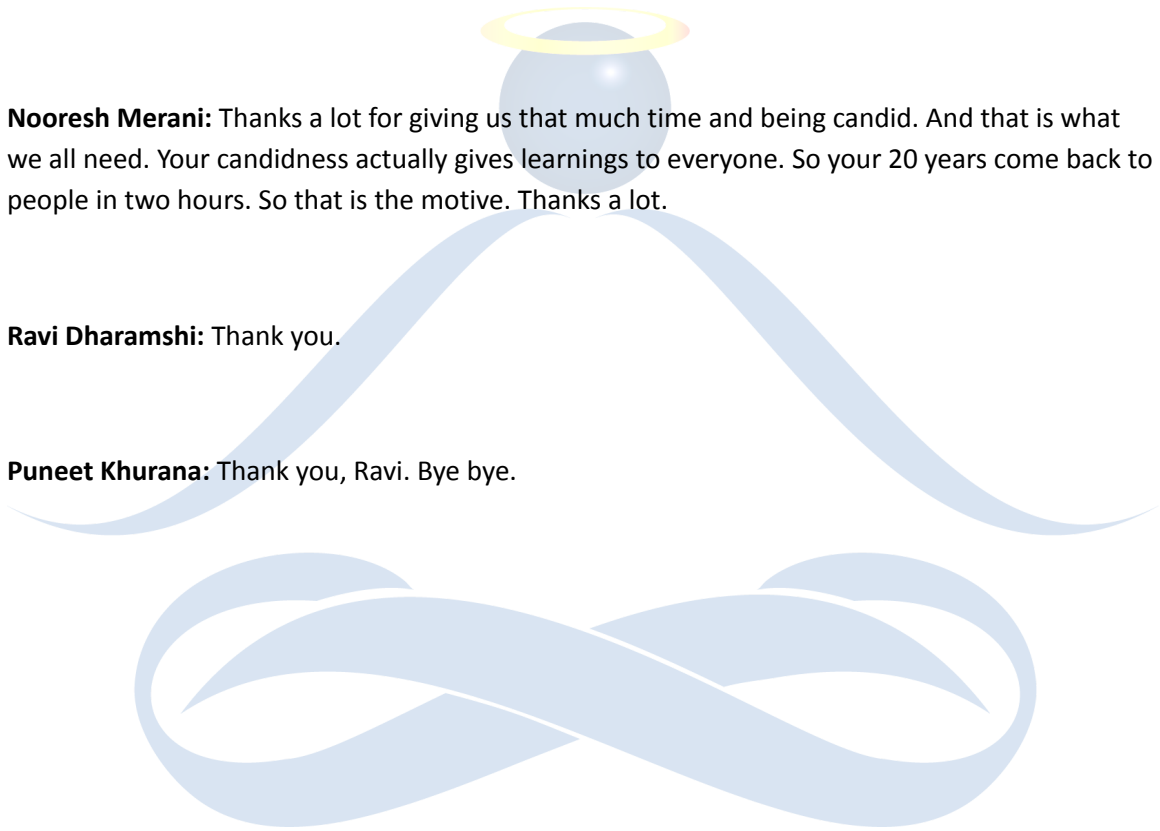 Nooresh Merani: Thanks a lot for giving us that much time and being candid. And that is what
we all need. Your candidness actually gives learnings to everyone. So your 20 years come back to
people in two hours. So that is the motive. Thanks a lot.
Ravi Dharamshi: Thank you.
Puneet Khurana: Thank you, Ravi. Bye bye.